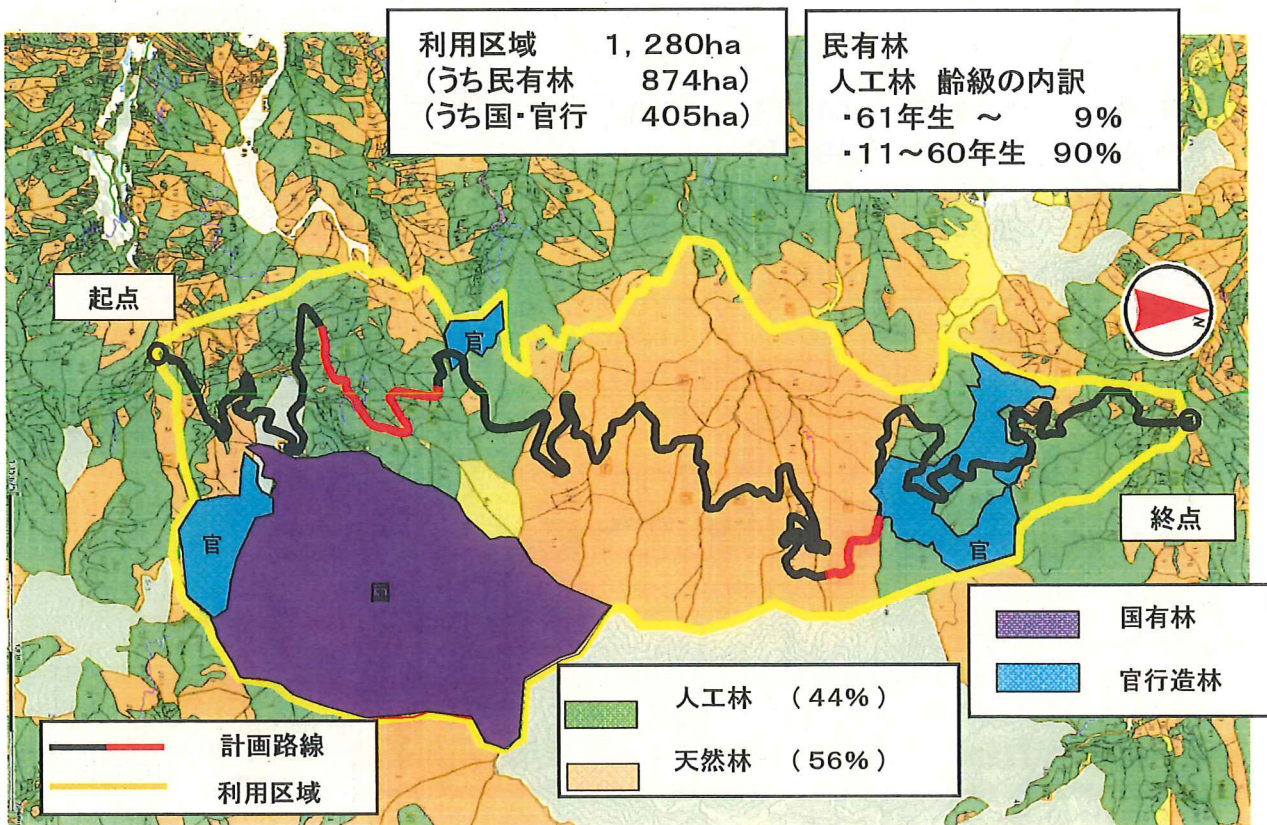 利用区域 1,280ha
(うち民有林 874ha)
(うち国・官行 405ha)
民有林
人工林 齢級の内訳
・61年生 ~ 9%
・11~60年生 90%
起点
官
N
終点
官
官
国
国有林
官行造林
人工林 (44%)
天然林 (56%)
計画路線
利用区域